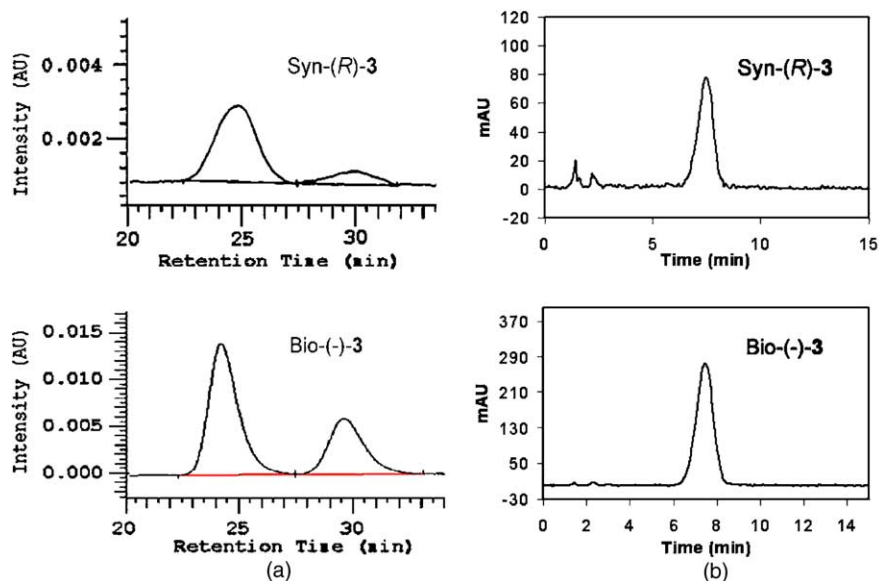 Intensity (AU)
0.004
0.002
Syn-(R)-3
20 25 30
Retention Time (min)
mAU
120
100
80
60
40
20
0
-20
Syn-(R)-3
0 5 10 15
Time (min)
Intensity (AU)
0.015
0.010
0.005
0.000
Bio-(-)-3
20 25 30
Retention Time (min)
(a)
mAU
370
290
210
130
50
-30
Bio-(-)-3
0 2 4 6 8 10 12 14
Time (min)
(b)